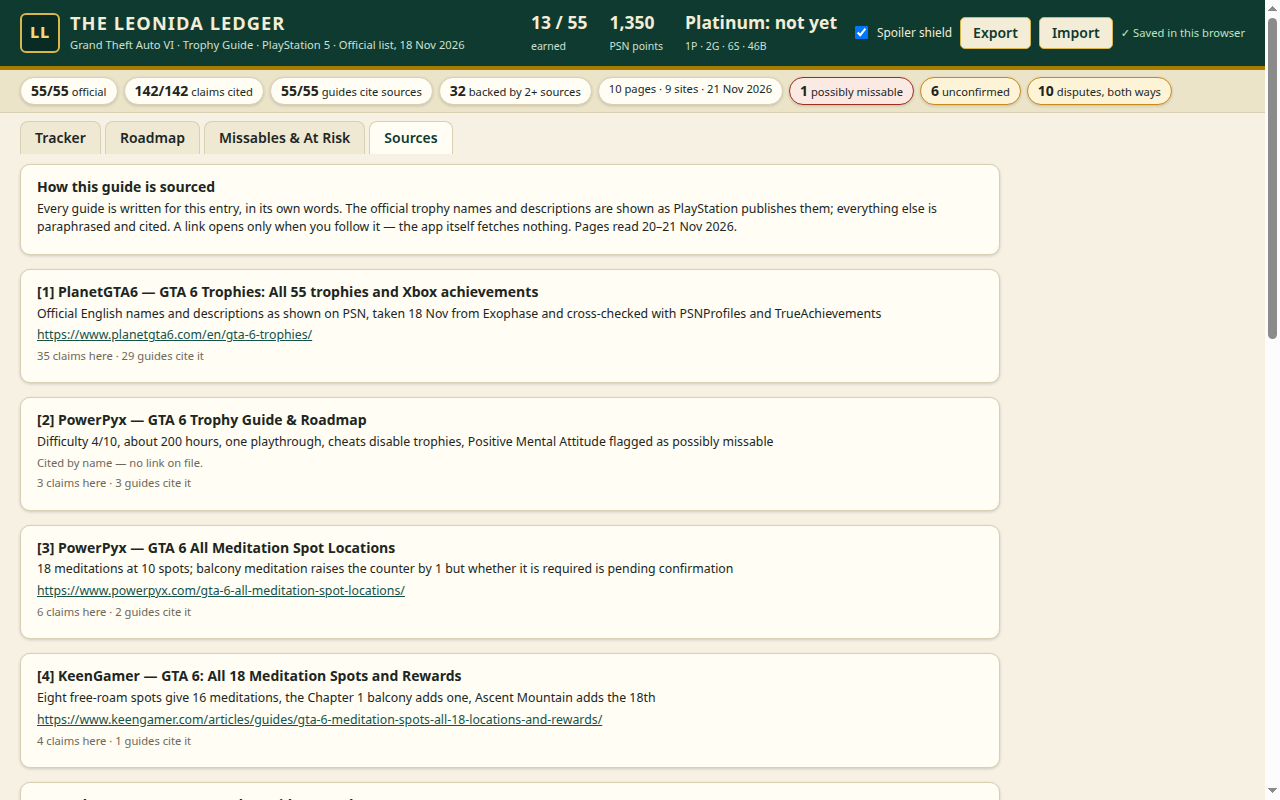 LL
THE LEONIDA LEDGER
Grand Theft Auto VI · Trophy Guide · PlayStation 5 · Official list, 18 Nov 2026
13 / 55
earned
1,350
PSN points
Platinum: not yet
1P · 2G · 6S · 46B
Spoiler shield
Export
Import
✓ Saved in this browser
55/55 official
142/142 claims cited
55/55 guides cite sources
32 backed by 2+ sources
10 pages · 9 sites · 21 Nov 2026
1 possibly missable
6 unconfirmed
10 disputes, both ways
Tracker
Roadmap
Missables & At Risk
Sources
How this guide is sourced
Every guide is written for this entry, in its own words. The official trophy names and descriptions are shown as PlayStation publishes them; everything else is
paraphrased and cited. A link opens only when you follow it — the app itself fetches nothing. Pages read 20–21 Nov 2026.
[1] PlanetGTA6 — GTA 6 Trophies: All 55 trophies and Xbox achievements
Official English names and descriptions as shown on PSN, taken 18 Nov from Exophase and cross-checked with PSNProfiles and TrueAchievements
https://www.planetgta6.com/en/gta-6-trophies/
35 claims here · 29 guides cite it
[2] PowerPyx — GTA 6 Trophy Guide & Roadmap
Difficulty 4/10, about 200 hours, one playthrough, cheats disable trophies, Positive Mental Attitude flagged as possibly missable
Cited by name — no link on file.
3 claims here · 3 guides cite it
[3] PowerPyx — GTA 6 All Meditation Spot Locations
18 meditations at 10 spots; balcony meditation raises the counter by 1 but whether it is required is pending confirmation
https://www.powerpyx.com/gta-6-all-meditation-spot-locations/
6 claims here · 2 guides cite it
[4] KeenGamer — GTA 6: All 18 Meditation Spots and Rewards
Eight free-roam spots give 16 meditations, the Chapter 1 balcony adds one, Ascent Mountain adds the 18th
https://www.keengamer.com/articles/guides/gta-6-meditation-spots-all-18-locations-and-rewards/
4 claims here · 1 guides cite it